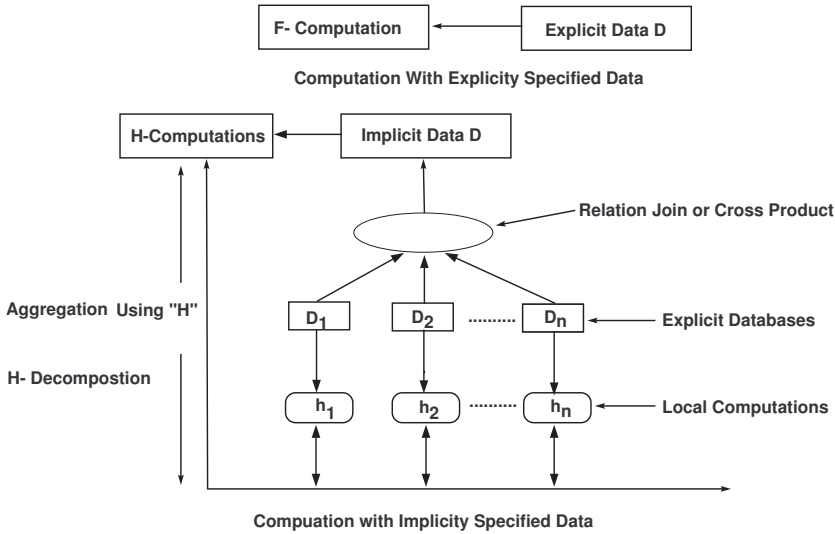 F- Computation
Explicit Data D
Computation With Explicity Specified Data
H-Computations
Implicit Data D
Relation Join or Cross Product
Aggregation Using "H"
D1
D2
Dn
Explicit Databases
H- Decompostion
h1
h2
hn
Local Computations
Compuation with Implicity Specified Data